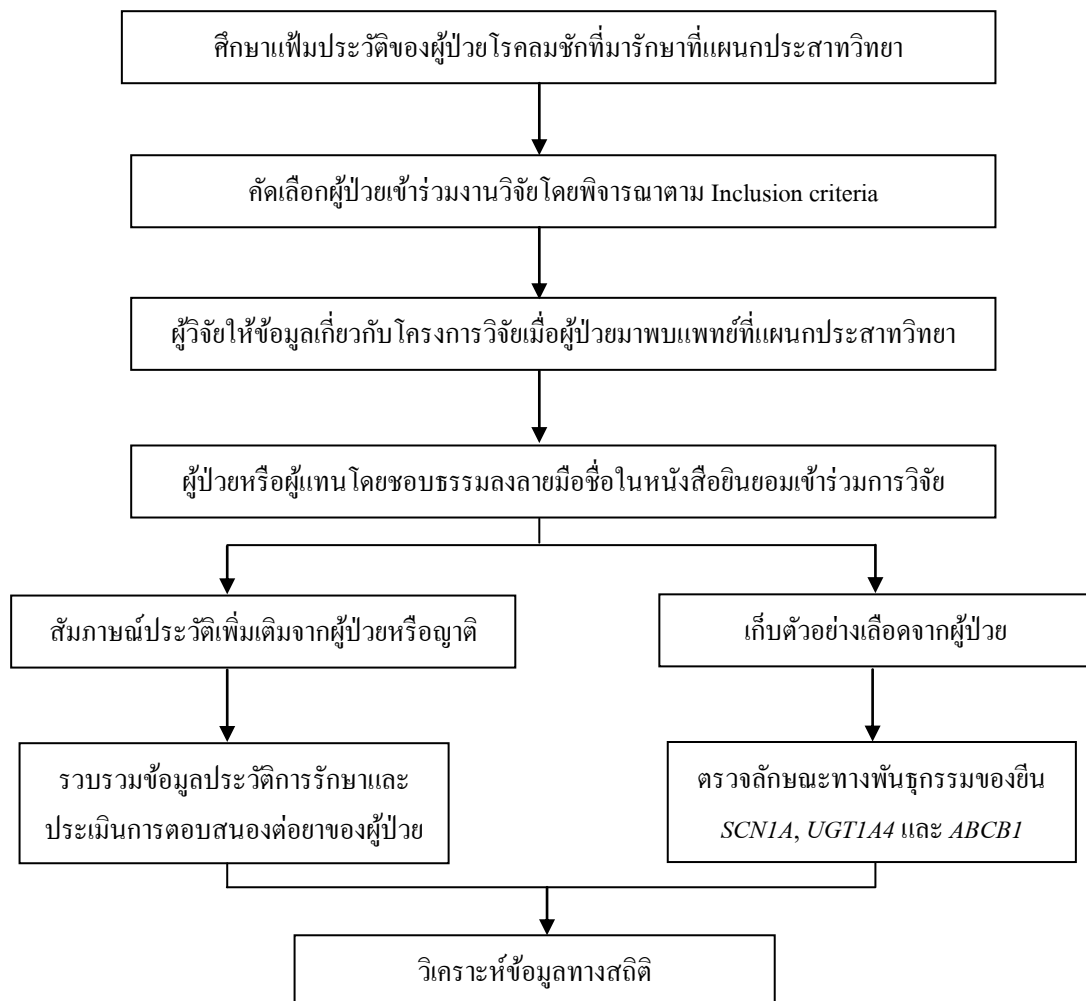 ศึกษาแฟ้มประวัติของผู้ป่วยโรคลมชักที่มารักษาที่แผนกประสาทวิทยา
คัดเลือกผู้ป่วยเข้าร่วมงานวิจัยโดยพิจารณาตาม Inclusion criteria
ผู้วิจัยให้ข้อมูลเกี่ยวกับโครงการวิจัยเมื่อผู้ป่วยมาพบแพทย์ที่แผนกประสาทวิทยา
ผู้ป่วยหรือผู้แทนโดยชอบธรรมลงลายมือชื่อในหนังสือยินยอมเข้าร่วมการวิจัย
สัมภาษณ์ประวัติเพิ่มเติมจากผู้ป่วยหรือญาติ
เก็บตัวอย่างเลือดจากผู้ป่วย
รวบรวมข้อมูลประวัติการรักษาและ
ประเมินการตอบสนองต่อยาของผู้ป่วย
ตรวจลักษณะทางพันธุกรรมของยีน
SCN1A, UGT1A4 และ ABCB1
วิเคราะห์ข้อมูลทางสถิติ